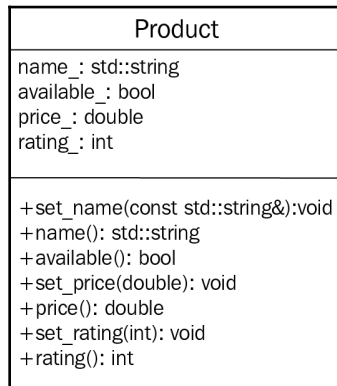 Product
name_: std::string
available_: bool
price_: double
rating_: int
+set_name(const std::string&):void
+name(): std::string
+available(): bool
+set_price(double): void
+price(): double
+set_rating(int): void
+rating(): int